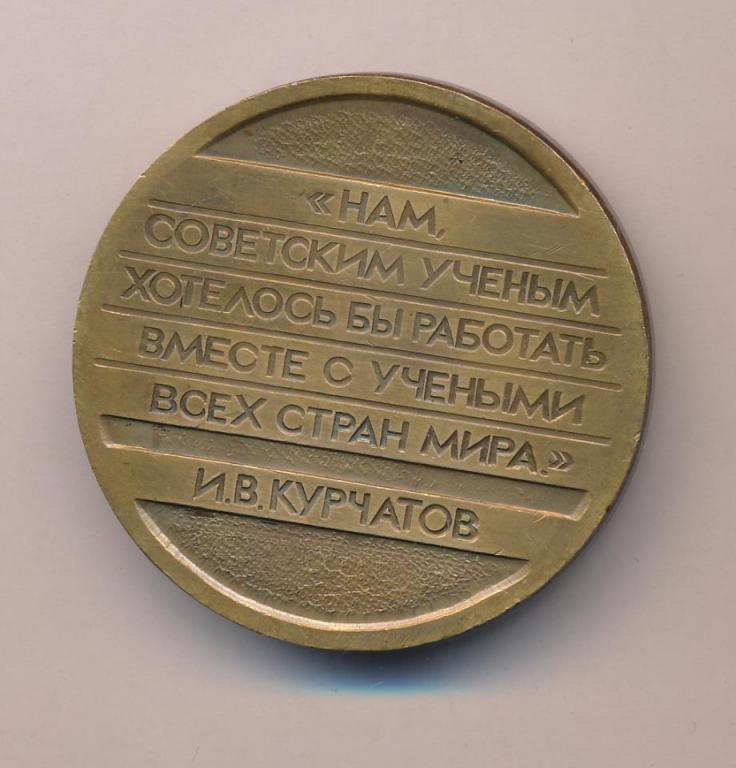 «НАМ,
СОВЕТСКИМ УЧЕНЫМ
ХОТЕЛОСЬ БЫ РАБОТАТЬ
ВМЕСТЕ С УЧЕНЫМИ
ВСЕХ СТРАН МИРА.»
И.В. КУРЧАТОВ